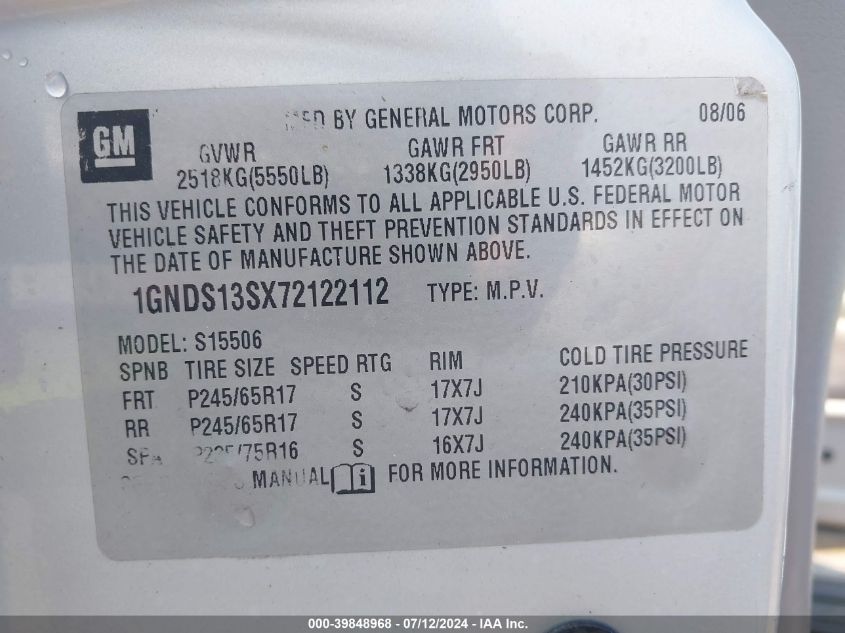 GM
BY GENERAL MOTORS CORP. 08/06
GVWR GAWR FRT GAWR RR
2518KG(5550LB) 1338KG(2950LB) 1452KG(3200LB)
THIS VEHICLE CONFORMS TO ALL APPLICABLE U.S. FEDERAL MOTOR
VEHICLE SAFETY AND THEFT PREVENTION STANDARDS IN EFFECT ON
THE DATE OF MANUFACTURE SHOWN ABOVE.
1GNDS13SX72122112 TYPE: M.P.V.
MODEL: S15506
SPNB TIRE SIZE SPEED RTG RIM COLD TIRE PRESSURE
FRT P245/65R17 S 17X7J 210KPA(30PSI)
RR P245/65R17 S 17X7J 240KPA(35PSI)
S 16X7J 240KPA(35PSI)
MANUAL FOR MORE INFORMATION.
000-39848968 - 07/12/2024 - IAA Inc.